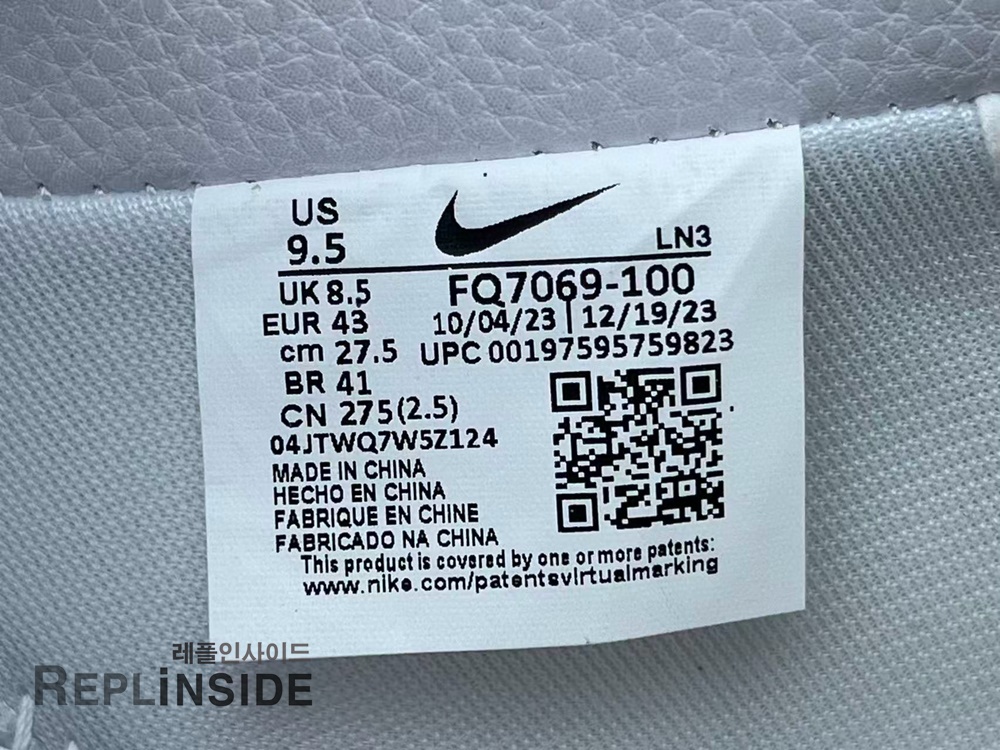 US
9.5
LN3
UK 8.5
FQ7069-100
EUR 43
10/04/23 | 12/19/23
cm 27.5
UPC 00197595759823
BR 41
CN 275(2.5)
04JTWQ7W5Z124
MADE IN CHINA
HECHO EN CHINA
FABRIQUE EN CHINE
FABRICADO NA CHINA
This product is covered by one or more patents:
www.nike.com/patentsvirtualmarking
레플인사이드
REPLiNSIDE